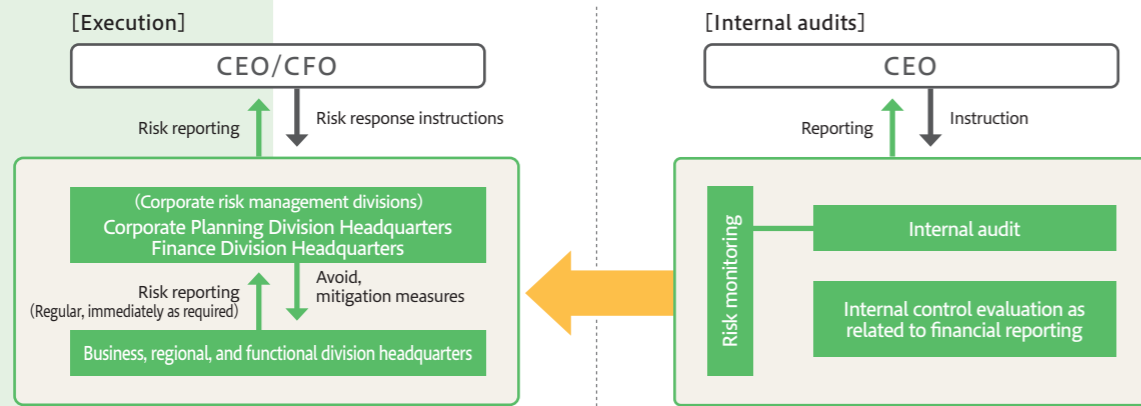 [Execution]
CEO/CFO
Risk reporting
Risk response instructions
(Corporate risk management divisions)
Corporate Planning Division Headquarters
Finance Division Headquarters
Risk reporting
(Regular, immediately as required)
Avoid,
mitigation measures
Business, regional, and functional division headquarters
[Internal audits]
CEO
Reporting
Instruction
Risk monitoring
Internal audit
Internal control evaluation as
related to financial reporting